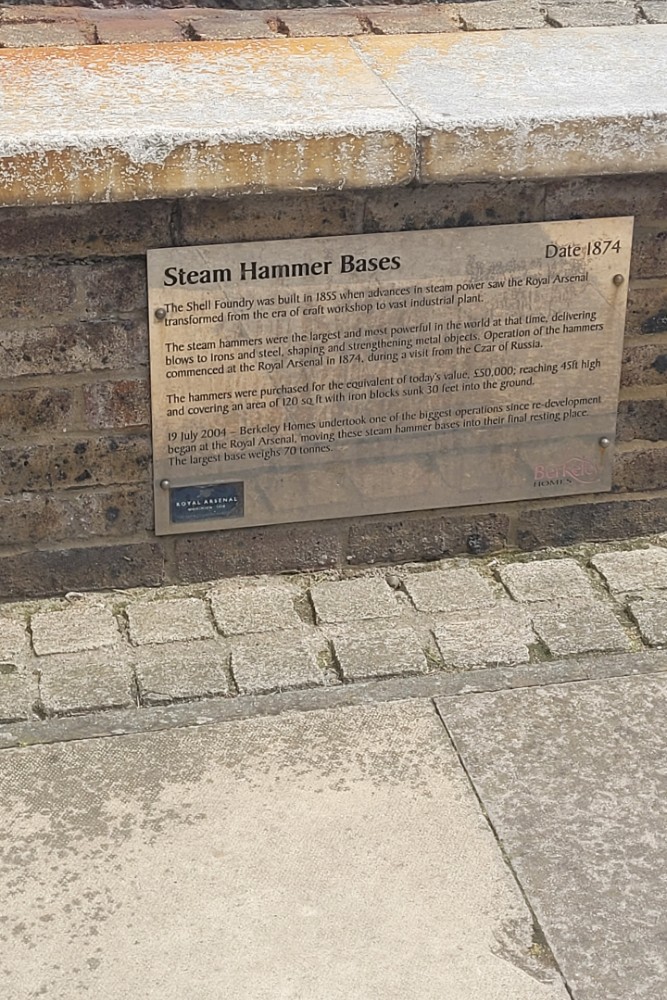 Steam Hammer Bases
Date 1874
The Shell Foundry was built in 1855 when advances in steam power saw the Royal Arsenal
transformed from the era of craft workshop to vast industrial plant.
The steam hammers were the largest and most powerful in the world at that time, delivering
blows to Irons and steel, shaping and strengthening metal objects. Operation of the hammers
commenced at the Royal Arsenal in 1874, during a visit from the Czar of Russia.
The hammers were purchased for the equivalent of today's value, £50,000; reaching 45ft high
and covering an area of 120 sq ft with iron blocks sunk 30 feet into the ground.
19 July 2004 – Berkeley Homes undertook one of the biggest operations since re-development
began at the Royal Arsenal, moving these steam hammer bases into their final resting place.
The largest base weighs 70 tonnes.
ROYAL ARSENAL
Berkeley
HOMES